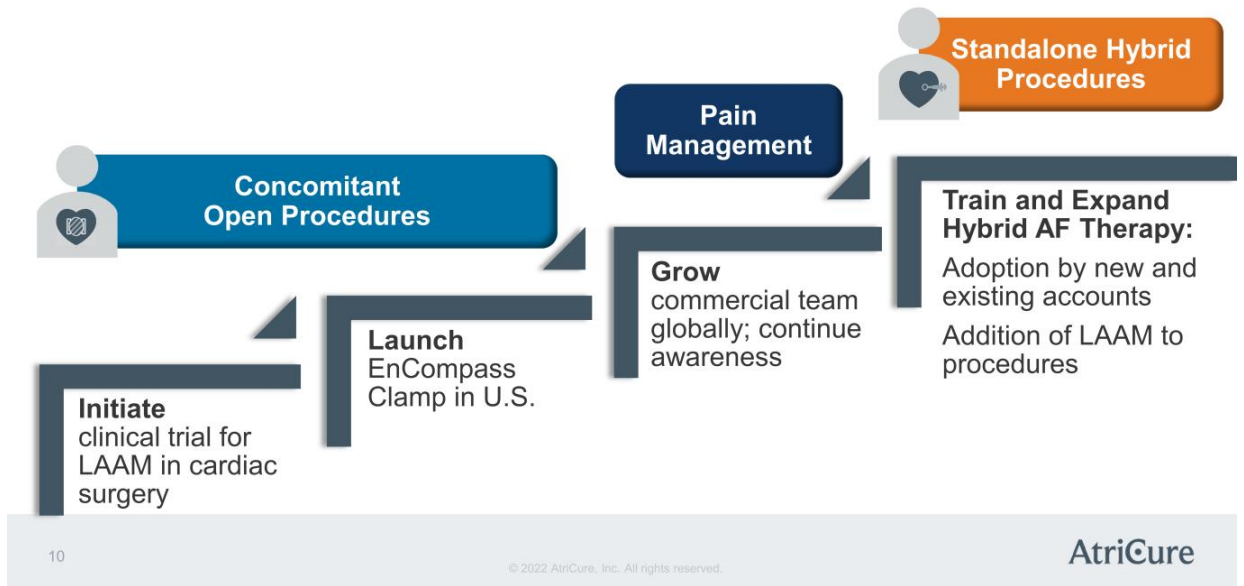 Concomitant
Open Procedures
Pain
Management
Standalone Hybrid
Procedures
Initiate
clinical trial for
LAAM in cardiac
surgery
Launch
EnCompass
Clamp in U.S.
Grow
commercial team
globally; continue
awareness
Train and Expand
Hybrid AF Therapy:
Adoption by new and
existing accounts
Addition of LAAM to
procedures
10
© 2022 AtriCure, Inc. All rights reserved.
AtriCure